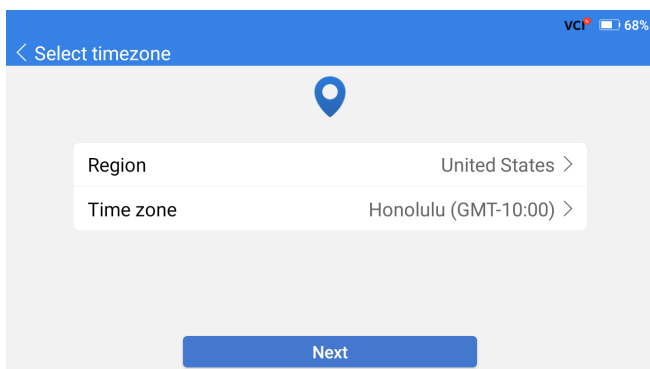 VCI 68%
< Select timezone
Region United States >
Time zone Honolulu (GMT-10:00) >
Next